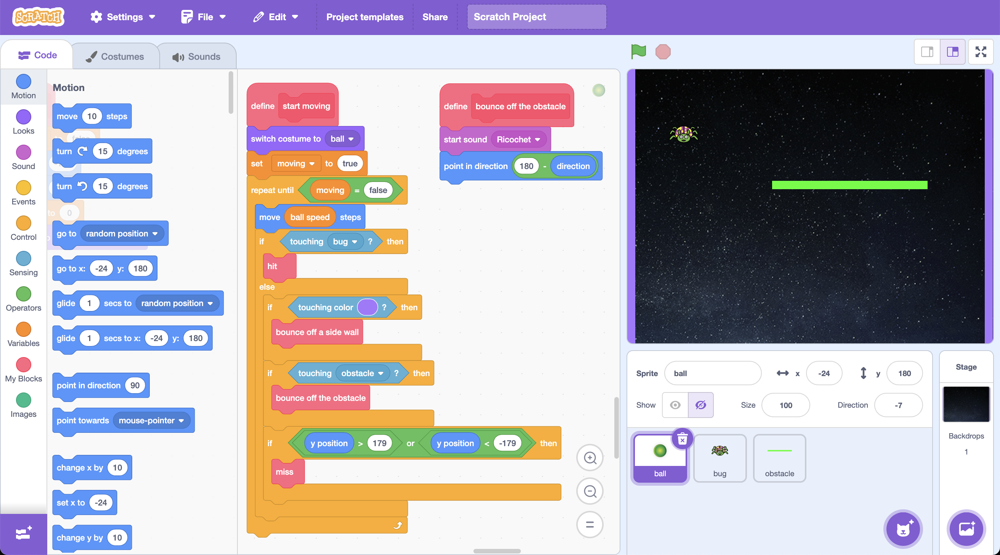 SCRATCH Settings File Edit Project templates Share Scratch Project
Code Costumes Sounds
Motion
Looks
Sound
Events
Control
Sensing
Operators
Variables
My Blocks
Images
Motion
move 10 steps
turn 15 degrees
turn 15 degrees
go to random position
go to x: -24 y: 180
glide 1 secs to random position
glide 1 secs to x: -24 y: 180
point in direction 90
point towards mouse-pointer
change x by 10
set x to -24
change y by 10
false
to 0
define start moving
switch costume to ball
set moving to true
repeat until moving = false
move ball speed steps
if touching bug ? then
hit
else
if touching color ? then
bounce off a side wall
if touching obstacle ? then
bounce off the obstacle
if y position > 179 or y position < -179 then
miss
define bounce off the obstacle
start sound Ricochet
point in direction 180 - direction
Sprite ball x -24 y 180
Show Size 100 Direction -7
ball
bug
obstacle
Stage
Backdrops
1